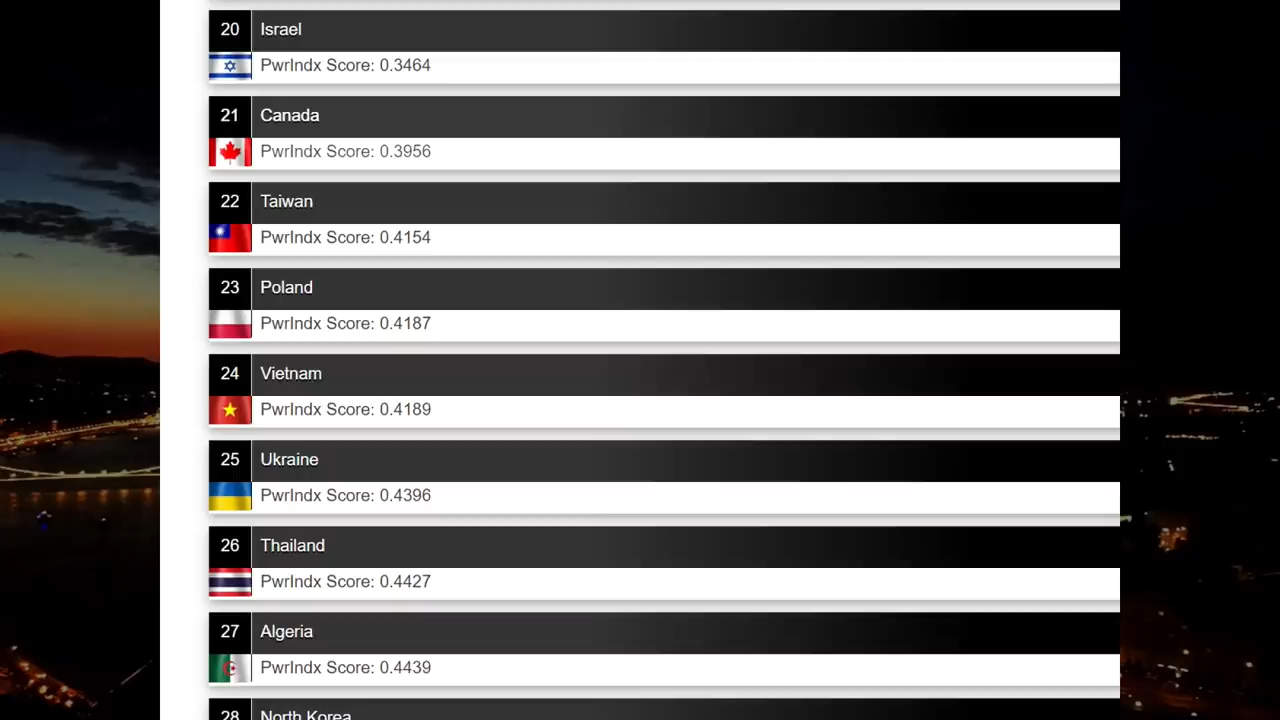 20 Israel
PwrIndx Score: 0.3464
21 Canada
PwrIndx Score: 0.3956
22 Taiwan
PwrIndx Score: 0.4154
23 Poland
PwrIndx Score: 0.4187
24 Vietnam
PwrIndx Score: 0.4189
25 Ukraine
PwrIndx Score: 0.4396
26 Thailand
PwrIndx Score: 0.4427
27 Algeria
PwrIndx Score: 0.4439
28 North Korea